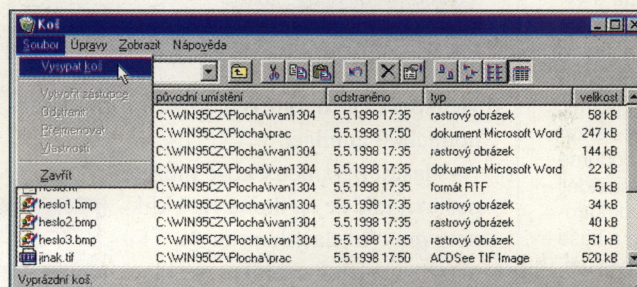 Koš
Soubor Úpravy Zobrazit Nápověda
Vysypat koš
Vytvořit zástupce
Odstranit
Přejmenovat
Vlastnosti
Zavřít
původní umístění odstraněno typ velikost
C:\WIN95CZ\Plocha\ivan1304 5.5.1998 17:35 rastrový obrázek 58 kB
C:\WIN95CZ\Plocha\prac 5.5.1998 17:50 dokument Microsoft Word 247 kB
C:\WIN95CZ\Plocha\ivan1304 5.5.1998 17:35 rastrový obrázek 144 kB
C:\WIN95CZ\Plocha\ivan1304 5.5.1998 17:35 dokument Microsoft Word 22 kB
C:\WIN95CZ\Plocha\ivan1304 5.5.1998 17:35 formát RTF 5 kB
heslo1.bmp C:\WIN95CZ\Plocha\ivan1304 5.5.1998 17:35 rastrový obrázek 34 kB
heslo2.bmp C:\WIN95CZ\Plocha\ivan1304 5.5.1998 17:35 rastrový obrázek 40 kB
heslo3.bmp C:\WIN95CZ\Plocha\ivan1304 5.5.1998 17:35 rastrový obrázek 51 kB
jinak.tif C:\WIN95CZ\Plocha\prac 5.5.1998 17:50 ACDSee TIF Image 520 kB
Vyprázdní koš.